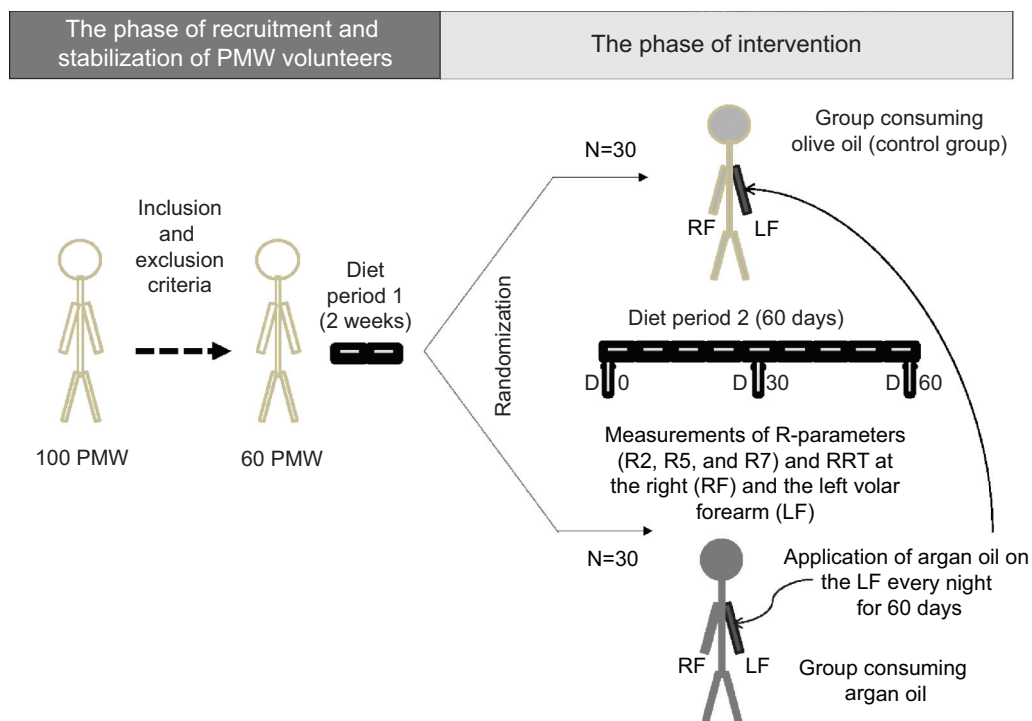 The phase of recruitment and
stabilization of PMW volunteers
The phase of intervention
Inclusion
and
exclusion
criteria
Diet
period 1
(2 weeks)
100 PMW
60 PMW
Randomization
N=30
Group consuming
olive oil (control group)
RF LF
Diet period 2 (60 days)
D 0
D 30
D 60
Measurements of R-parameters
(R2, R5, and R7) and RRT at
the right (RF) and the left volar
forearm (LF)
N=30
Application of argan oil on
the LF every night
for 60 days
RF LF
Group consuming
argan oil